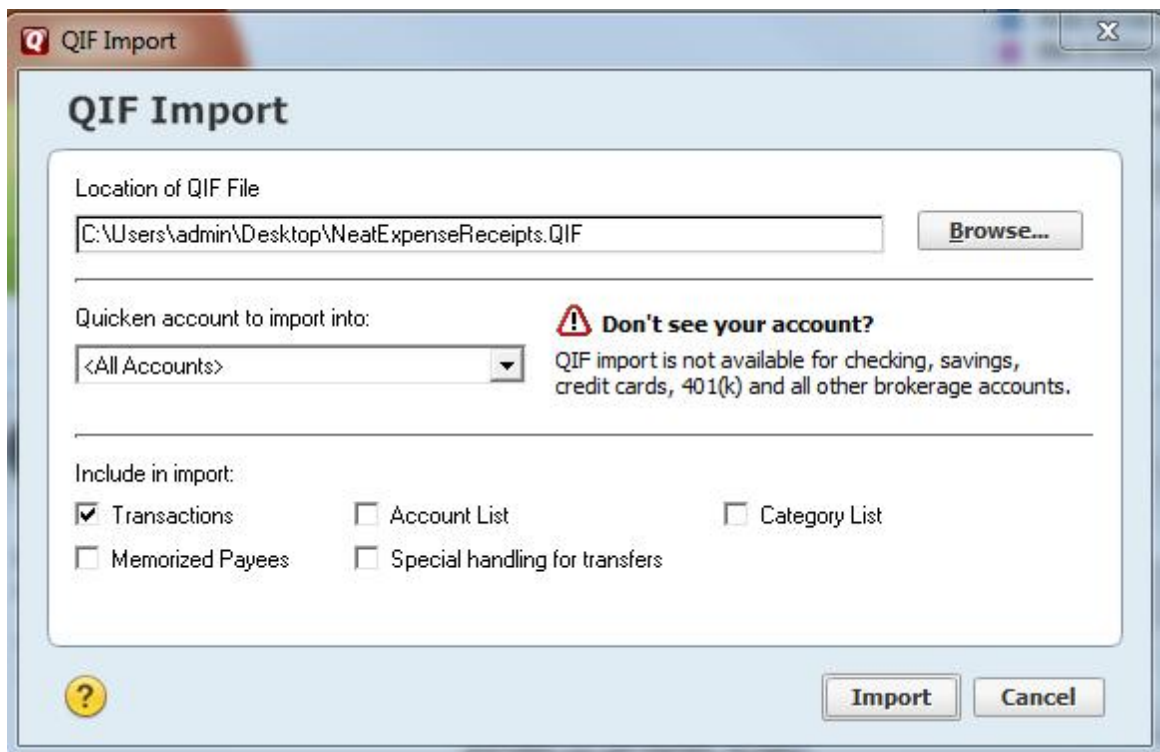 QIF Import
QIF Import
Location of QIF File
C:\Users\admin\Desktop\NeatExpenseReceipts.QIF
Browse...
Quicken account to import into:
<All Accounts>
Don't see your account?
QIF import is not available for checking, savings,
credit cards, 401(k) and all other brokerage accounts.
Include in import:
Transactions Account List Category List
Memorized Payees Special handling for transfers
? Import Cancel